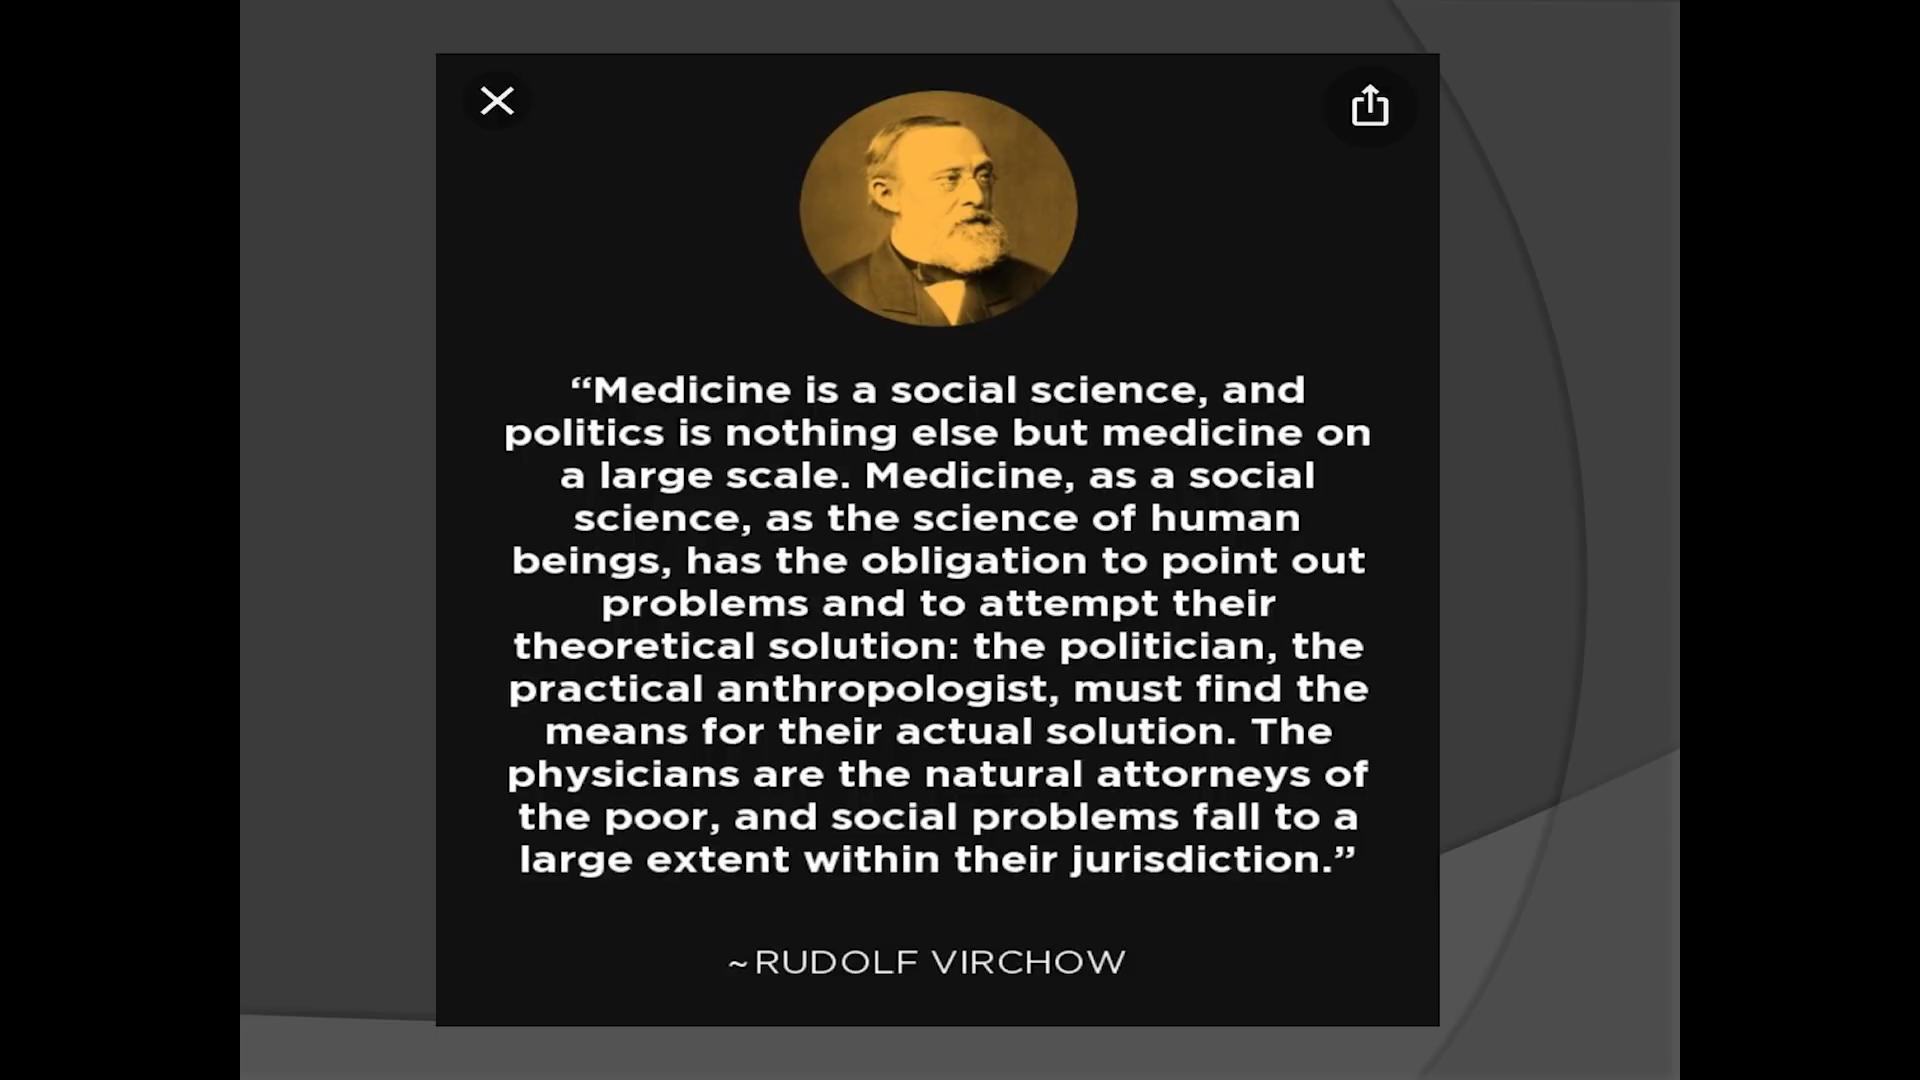 “Medicine is a social science, and
politics is nothing else but medicine on
a large scale. Medicine, as a social
science, as the science of human
beings, has the obligation to point out
problems and to attempt their
theoretical solution: the politician, the
practical anthropologist, must find the
means for their actual solution. The
physicians are the natural attorneys of
the poor, and social problems fall to a
large extent within their jurisdiction.”
~RUDOLF VIRCHOW